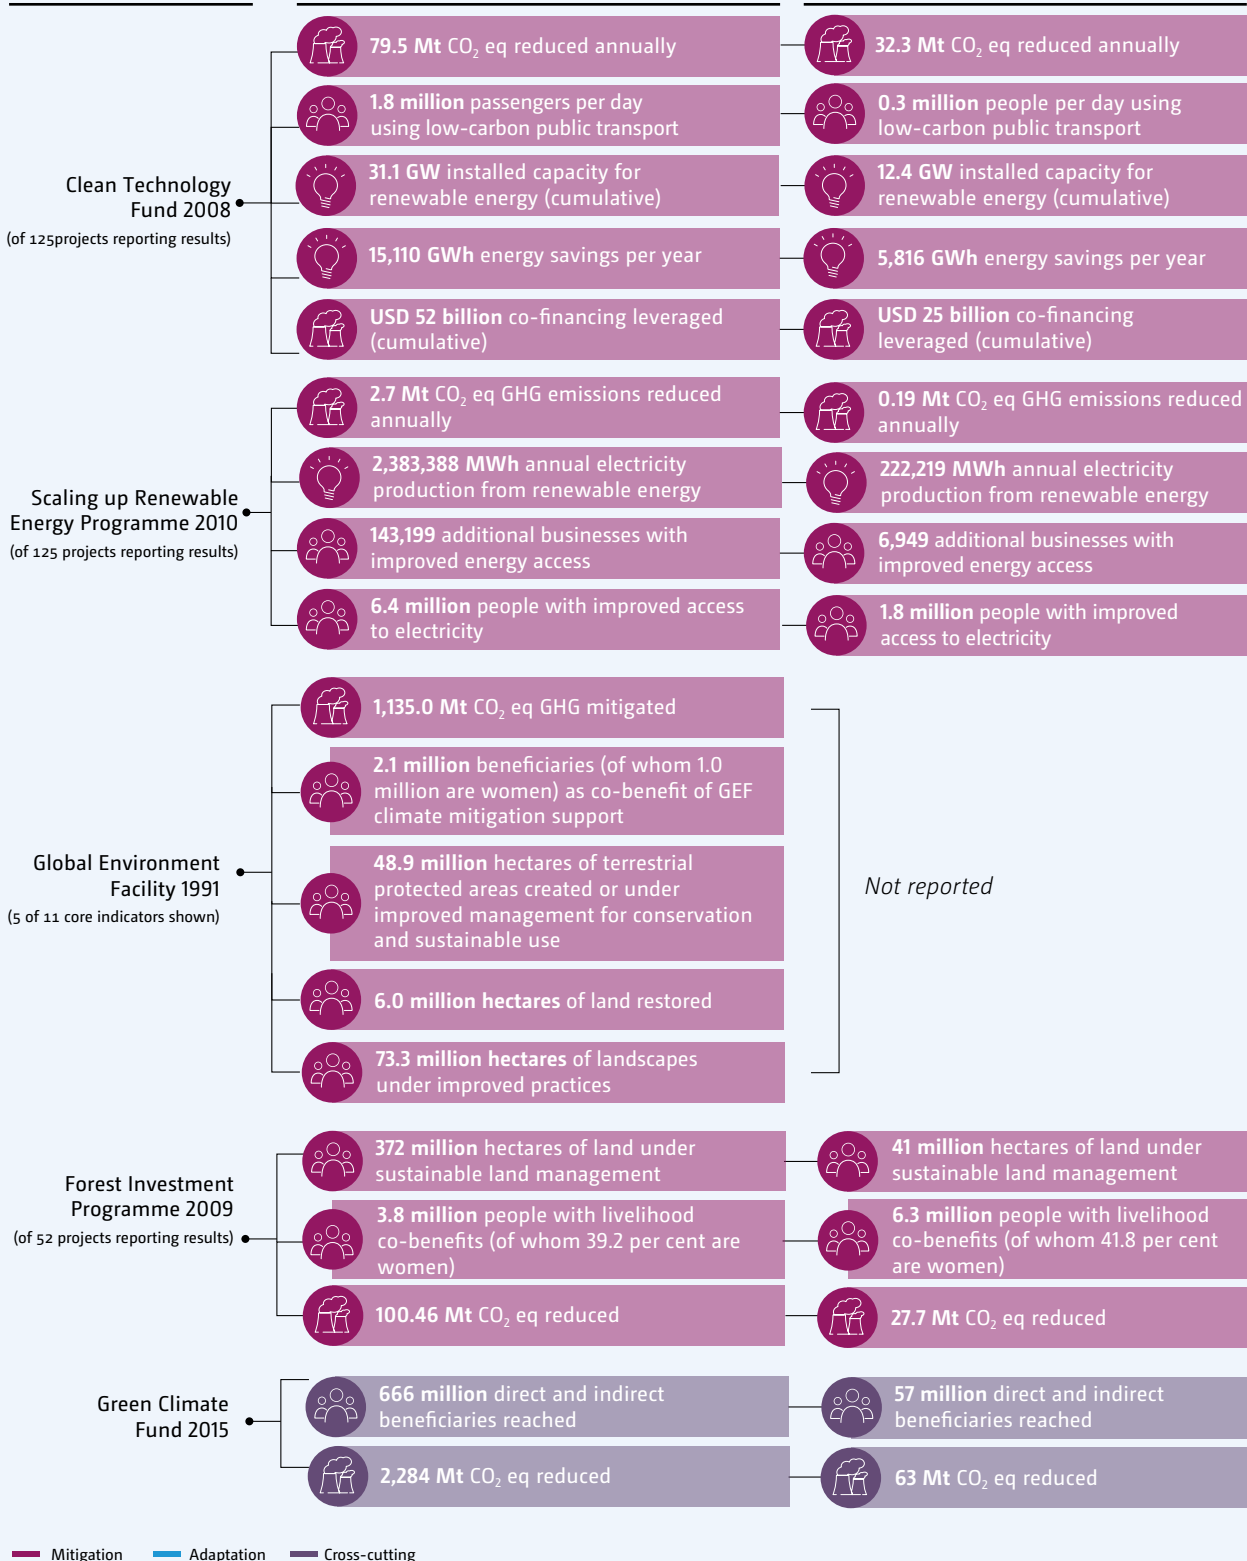 Clean Technology
Fund 2008
(of 125projects reporting results)
79.5 Mt CO₂ eq reduced annually
32.3 Mt CO₂ eq reduced annually
1.8 million passengers per day
using low-carbon public transport
0.3 million people per day using
low-carbon public transport
31.1 GW installed capacity for
renewable energy (cumulative)
12.4 GW installed capacity for
renewable energy (cumulative)
15,110 GWh energy savings per year
5,816 GWh energy savings per year
USD 52 billion co-financing leveraged
(cumulative)
USD 25 billion co-financing
leveraged (cumulative)
Scaling up Renewable
Energy Programme 2010
(of 125 projects reporting results)
2.7 Mt CO₂ eq GHG emissions reduced
annually
0.19 Mt CO₂ eq GHG emissions reduced
annually
2,383,388 MWh annual electricity
production from renewable energy
222,219 MWh annual electricity
production from renewable energy
143,199 additional businesses with
improved energy access
6,949 additional businesses with
improved energy access
6.4 million people with improved access
to electricity
1.8 million people with improved
access to electricity
Global Environment
Facility 1991
(5 of 11 core indicators shown)
1,135.0 Mt CO₂ eq GHG mitigated
2.1 million beneficiaries (of whom 1.0
million are women) as co-benefit of GEF
climate mitigation support
48.9 million hectares of terrestrial
protected areas created or under
improved management for conservation
and sustainable use
6.0 million hectares of land restored
73.3 million hectares of landscapes
under improved practices
Not reported
Forest Investment
Programme 2009
(of 52 projects reporting results)
372 million hectares of land under
sustainable land management
41 million hectares of land under
sustainable land management
3.8 million people with livelihood
co-benefits (of whom 39.2 per cent are
women)
6.3 million people with livelihood
co-benefits (of whom 41.8 per cent
are women)
100.46 Mt CO₂ eq reduced
27.7 Mt CO₂ eq reduced
Green Climate
Fund 2015
666 million direct and indirect
beneficiaries reached
57 million direct and indirect
beneficiaries reached
2,284 Mt CO₂ eq reduced
63 Mt CO₂ eq reduced
Mitigation Adaptation Cross-cutting